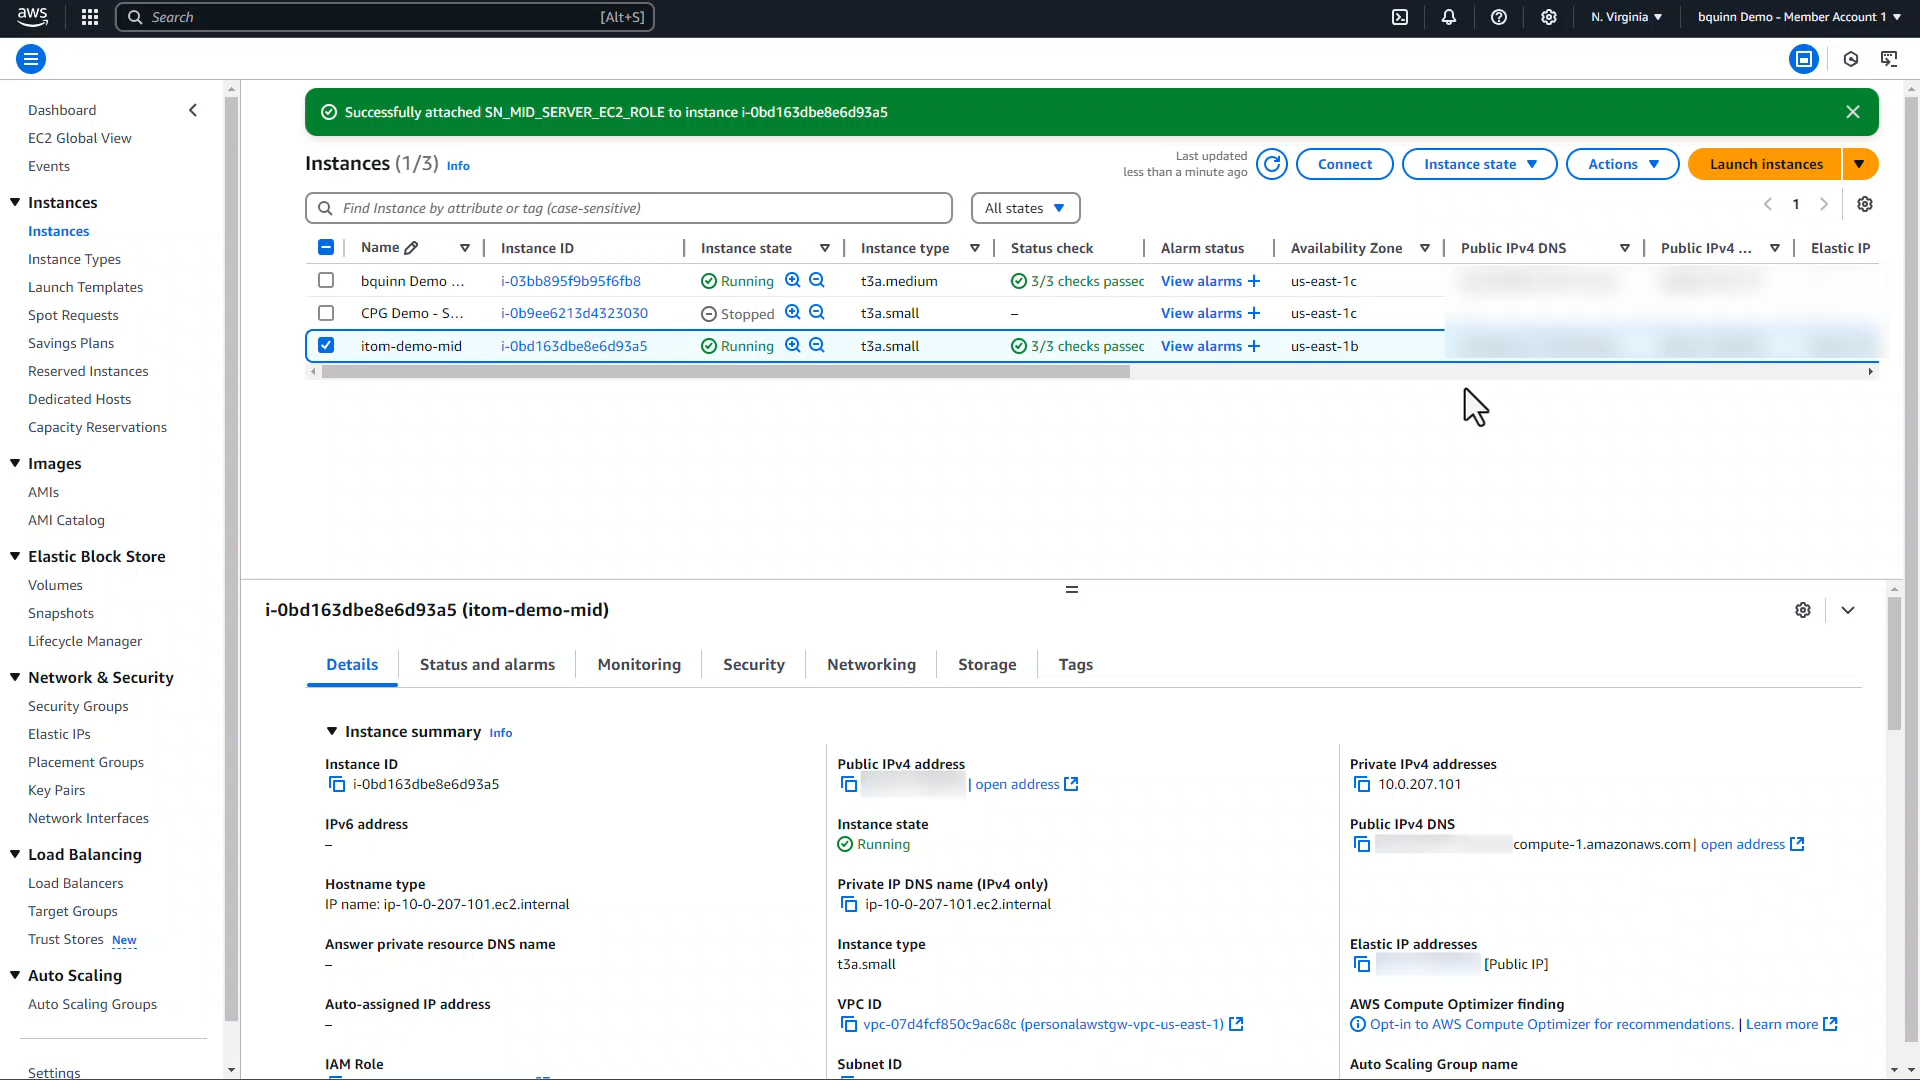 aws
Search [Alt+S]
N. Virginia
bquinn Demo - Member Account 1
Dashboard
EC2 Global View
Events
Instances
Instances
Instance Types
Launch Templates
Spot Requests
Savings Plans
Reserved Instances
Dedicated Hosts
Capacity Reservations
Images
AMIs
AMI Catalog
Elastic Block Store
Volumes
Snapshots
Lifecycle Manager
Network & Security
Security Groups
Elastic IPs
Placement Groups
Key Pairs
Network Interfaces
Load Balancing
Load Balancers
Target Groups
Trust Stores New
Auto Scaling
Auto Scaling Groups
Settings
Successfully attached SN_MID_SERVER_EC2_ROLE to instance i-0bd163dbe8e6d93a5
Instances (1/3) Info
Last updated
less than a minute ago
Connect
Instance state
Actions
Launch instances
Find Instance by attribute or tag (case-sensitive)
All states
1
Name Instance ID Instance state Instance type Status check Alarm status Availability Zone Public IPv4 DNS Public IPv4 ... Elastic IP
bquinn Demo ... i-03bb895f9b95f6fb8 Running t3a.medium 3/3 checks passed View alarms + us-east-1c
CPG Demo - S... i-0b9ee6213d4323030 Stopped t3a.small – View alarms + us-east-1c
itom-demo-mid i-0bd163dbe8e6d93a5 Running t3a.small 3/3 checks passed View alarms + us-east-1b
i-0bd163dbe8e6d93a5 (itom-demo-mid)
Details
Status and alarms
Monitoring
Security
Networking
Storage
Tags
Instance summary Info
Instance ID
i-0bd163dbe8e6d93a5
Public IPv4 address
| open address
Private IPv4 addresses
10.0.207.101
IPv6 address
–
Instance state
Running
Public IPv4 DNS
compute-1.amazonaws.com | open address
Hostname type
IP name: ip-10-0-207-101.ec2.internal
Private IP DNS name (IPv4 only)
ip-10-0-207-101.ec2.internal
Answer private resource DNS name
–
Instance type
t3a.small
Elastic IP addresses
[Public IP]
Auto-assigned IP address
–
VPC ID
vpc-07d4fcf850c9ac68c (personalawstgw-vpc-us-east-1)
AWS Compute Optimizer finding
Opt-in to AWS Compute Optimizer for recommendations. | Learn more
IAM Role
Subnet ID
Auto Scaling Group name